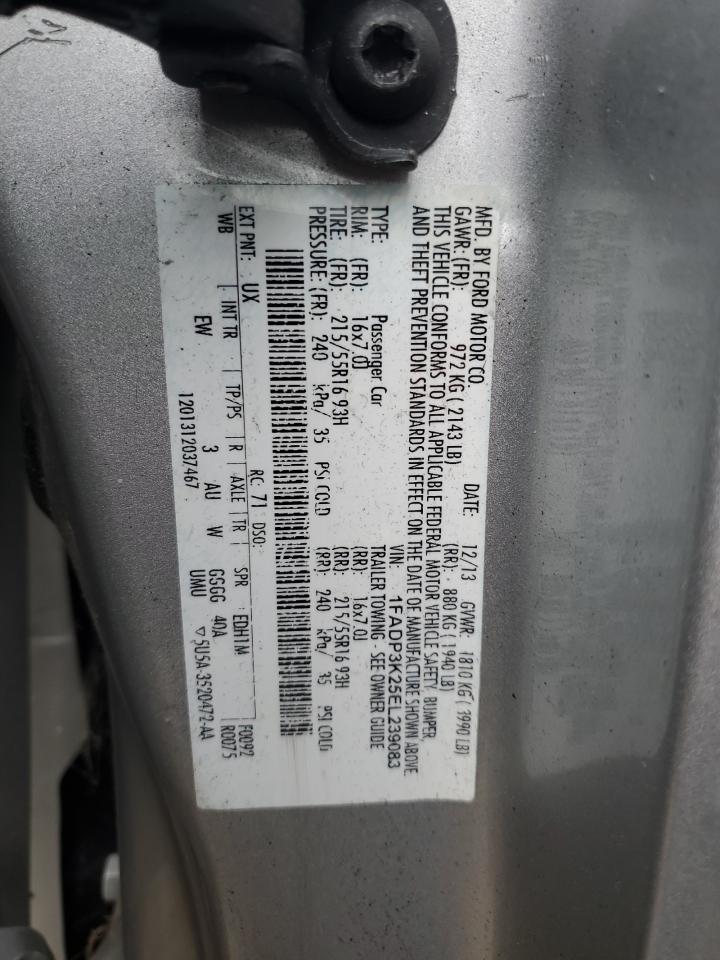 MFD. BY FORD MOTOR CO.
DATE: 12/13 GVWR: 1810 KG ( 3990 LB)
GAWR:(FR): 972 KG ( 2143 LB) (RR): 880 KG ( 1940 LB)
THIS VEHICLE CONFORMS TO ALL APPLICABLE FEDERAL MOTOR VEHICLE SAFETY, BUMPER,
AND THEFT PREVENTION STANDARDS IN EFFECT ON THE DATE OF MANUFACTURE SHOWN ABOVE
VIN: 1FADP3K25EL239083
TYPE: Passenger Car TRAILER TOWING - SEE OWNER GUIDE
RIM: (FR): 16x7.0J (RR): 16x7.0J
TIRE: (FR): 215/55R16 93H (RR): 215/55R16 93H
PRESSURE: (FR): 240 kPa/ 35 PSI COLD (RR): 240 kPa/ 35 PSI COLD
EXT PNT: UX RC: 71 DSO: F0092
WB INT TR TP/PS R AXLE TR SPR EDH1M R0075
EW 3 AU W GSGG 40A
UMU ▽5U5A-3520472-AA
1201312037467